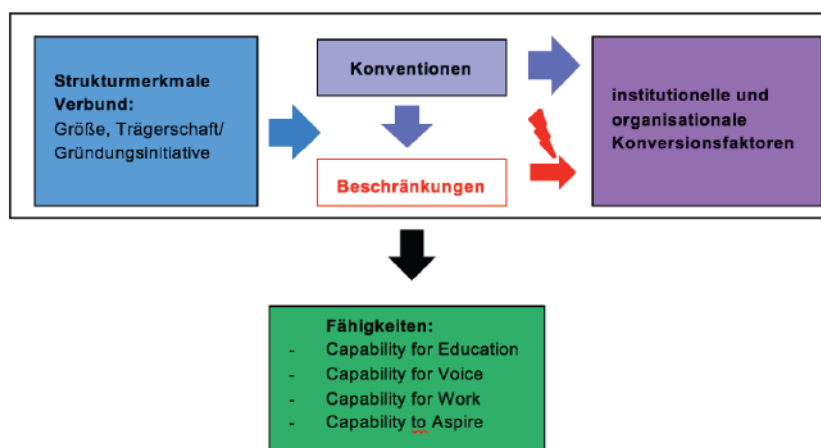 Strukturmerkmale
Verbund:
Größe, Trägerschaft/
Gründungsinitiative
Konventionen
Beschränkungen
institutionelle und
organisationale
Konversionsfaktoren
Fähigkeiten:
- Capability for Education
- Capability for Voice
- Capability for Work
- Capability to Aspire